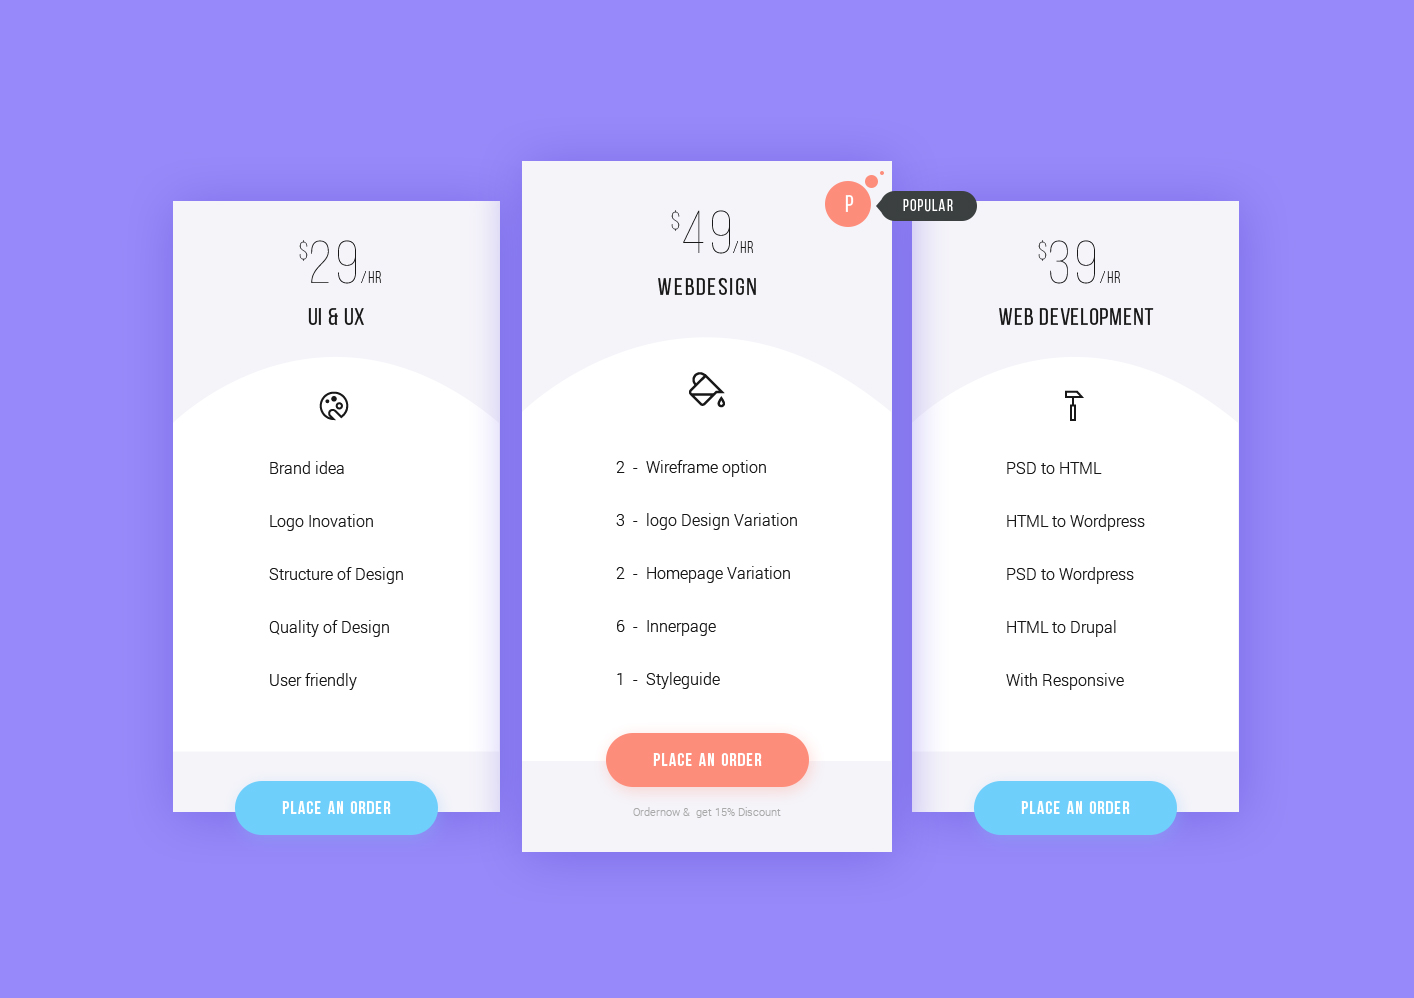 $29/HR
UI & UX
Brand idea
Logo Inovation
Structure of Design
Quality of Design
User friendly
PLACE AN ORDER
P
POPULAR
$49/HR
WEBDESIGN
2 - Wireframe option
3 - logo Design Variation
2 - Homepage Variation
6 - Innerpage
1 - Styleguide
PLACE AN ORDER
Ordernow & get 15% Discount
$39/HR
WEB DEVELOPMENT
PSD to HTML
HTML to Wordpress
PSD to Wordpress
HTML to Drupal
With Responsive
PLACE AN ORDER